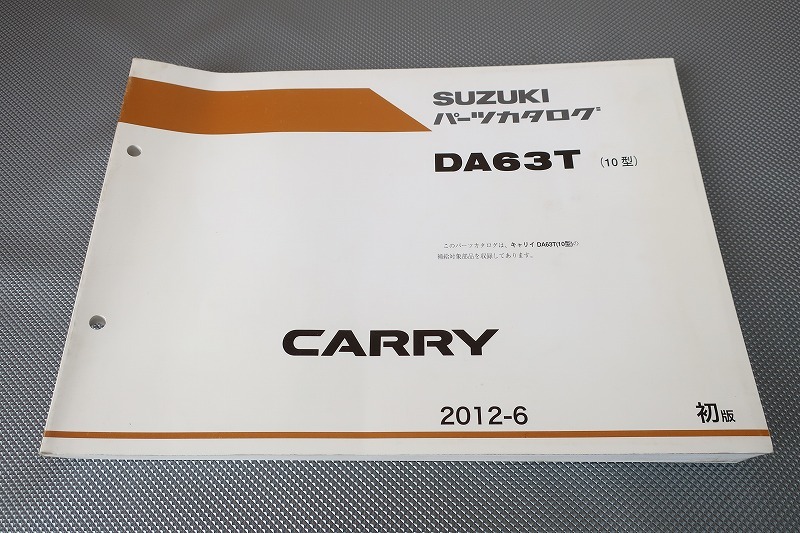 SUZUKI
パーツカタログ
DA63T (10型)
このパーツカタログは、キャリイ DA63T(10型)の
補給対象部品を収録してあります。
CARRY
2012-6
初版